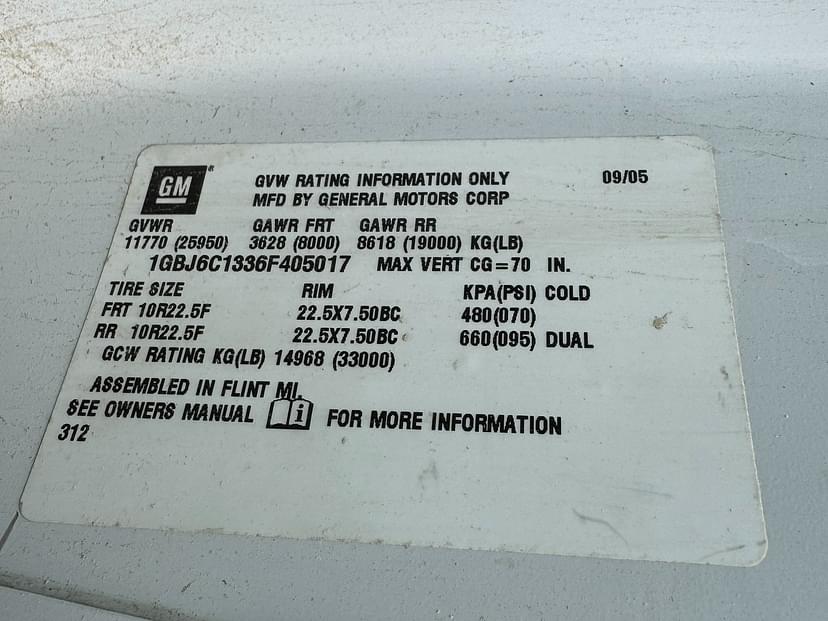 GM® GVW RATING INFORMATION ONLY 09/05
MFD BY GENERAL MOTORS CORP
GVWR GAWR FRT GAWR RR
11770 (25950) 3628 (8000) 8618 (19000) KG(LB)
1GBJ6C1336F405017 MAX VERT CG=70 IN.
TIRE SIZE RIM KPA(PSI) COLD
FRT 10R22.5F 22.5X7.50BC 480(070)
RR 10R22.5F 22.5X7.50BC 660(095) DUAL
GCW RATING KG(LB) 14968 (33000)
ASSEMBLED IN FLINT MI.
SEE OWNERS MANUAL i FOR MORE INFORMATION
312